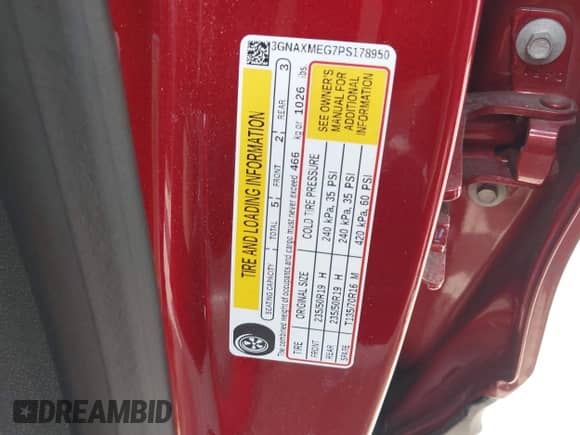 3GNAXMEG7PS178950
TIRE AND LOADING INFORMATION
SEATING CAPACITY TOTAL 5 FRONT 2 REAR 3
The combined weight of occupants and cargo must never exceed 466 kg or 1026 lbs.
TIRE ORIGINAL SIZE COLD TIRE PRESSURE
FRONT 235/50R19 H 240 kPa, 35 PSI
REAR 235/50R19 H 240 kPa, 35 PSI
SPARE T135/70R16 M 420 kPa, 60 PSI
SEE OWNER'S
MANUAL FOR
ADDITIONAL
INFORMATION
DREAMBID